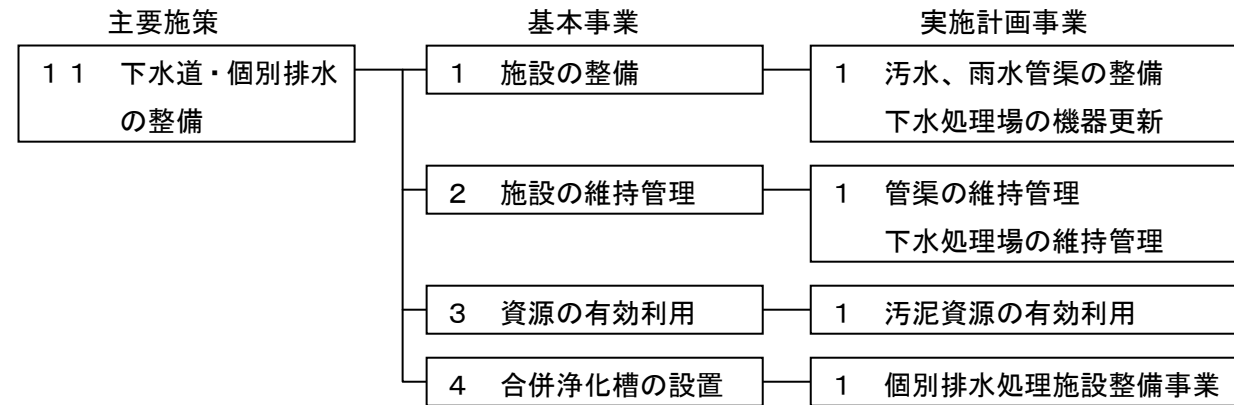 主要施策 基本事業 実施計画事業
11 下水道・個別排水の整備
1 施設の整備
1 汚水、雨水管渠の整備
下水処理場の機器更新
2 施設の維持管理
1 管渠の維持管理
下水処理場の維持管理
3 資源の有効利用
1 汚泥資源の有効利用
4 合併浄化槽の設置
1 個別排水処理施設整備事業